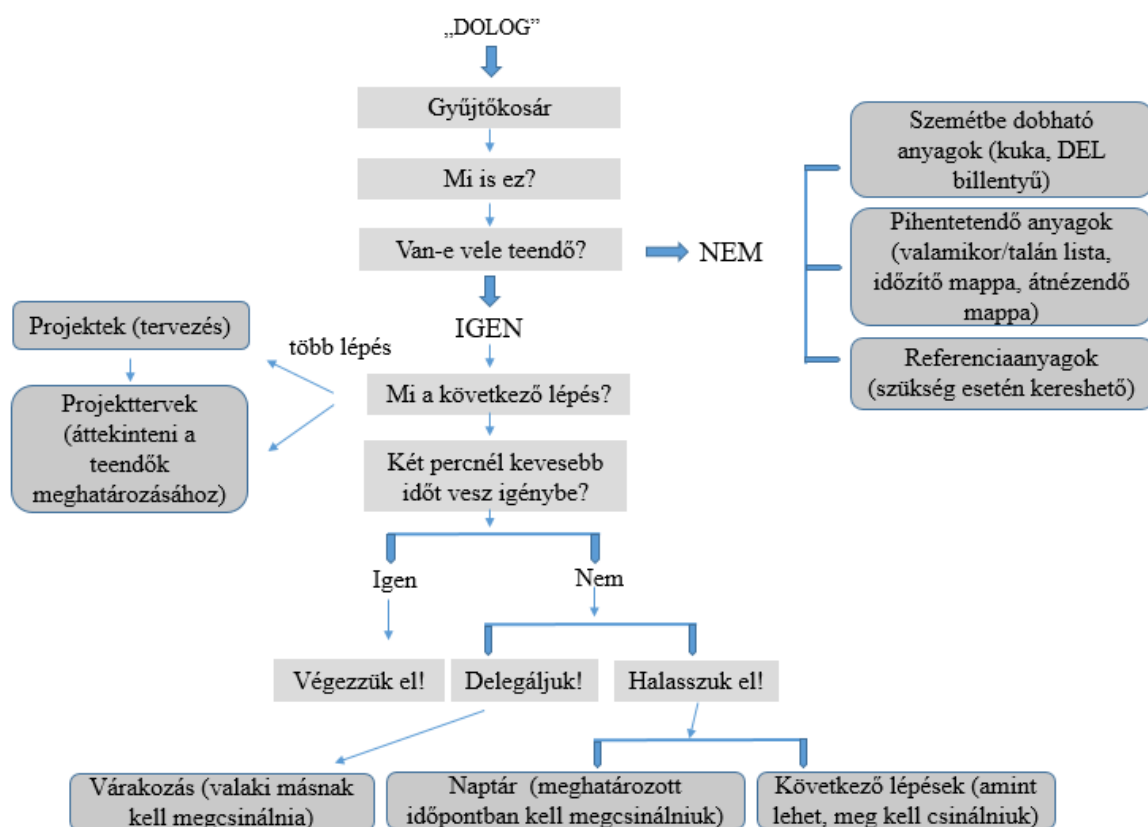 „DOLOG”
Gyűjtőkosár
Mi is ez?
Van-e vele teendő?
NEM
Szemétbe dobható
anyagok (kuka, DEL
billentyű)
Pihentetendő anyagok
(valamikor/talán lista,
időzítő mappa, átnézendő
mappa)
Referenciaanyagok
(szükség esetén kereshető)
IGEN
több lépés
Projektek (tervezés)
Projekttervek
(áttekinteni a
teendők
meghatározásához)
Mi a következő lépés?
Két percnél kevesebb
időt vesz igénybe?
Igen
Nem
Végezzük el!
Delegáljuk!
Halasszuk el!
Várakozás (valaki másnak
kell megcsinálnia)
Naptár (meghatározott
időpontban kell megcsinálniuk)
Következő lépések (amint
lehet, meg kell csinálniuk)